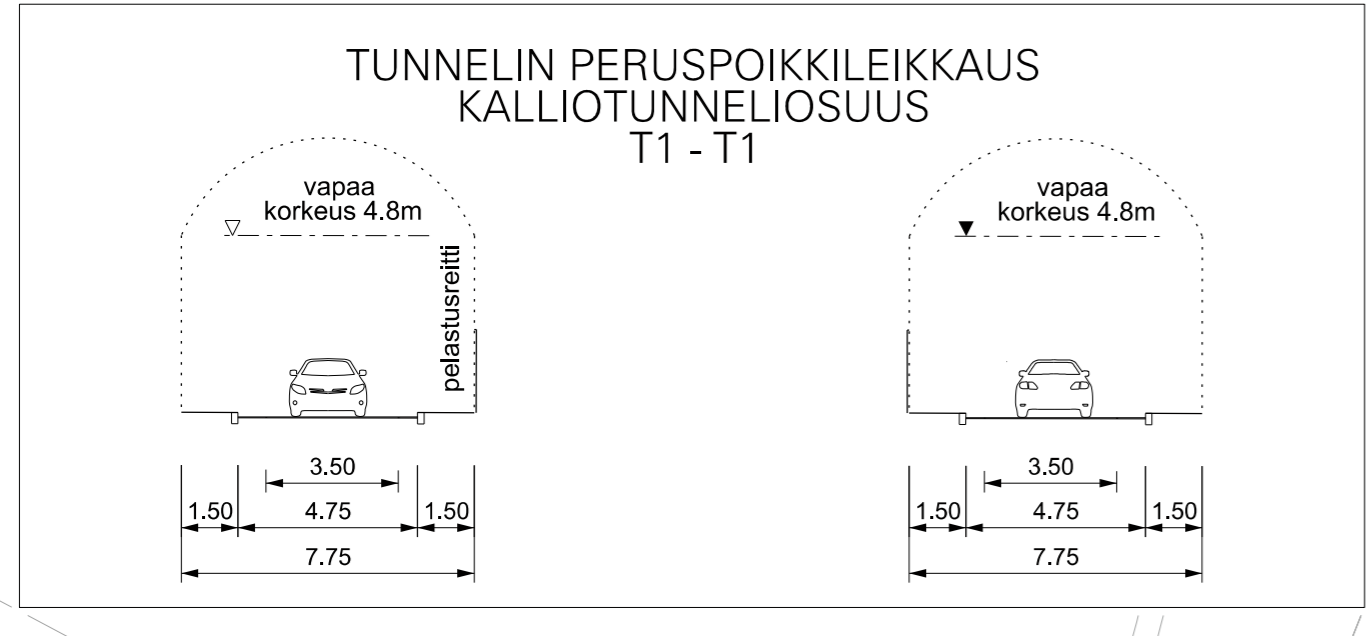 TUNNELIN PERUSPOIKKILEIKKAUS
KALLIOTUNNELIOSUUS
T1 - T1
vapaa
korkeus 4.8m
pelastusreitti
3.50
1.50 4.75 1.50
7.75
vapaa
korkeus 4.8m
3.50
1.50 4.75 1.50
7.75